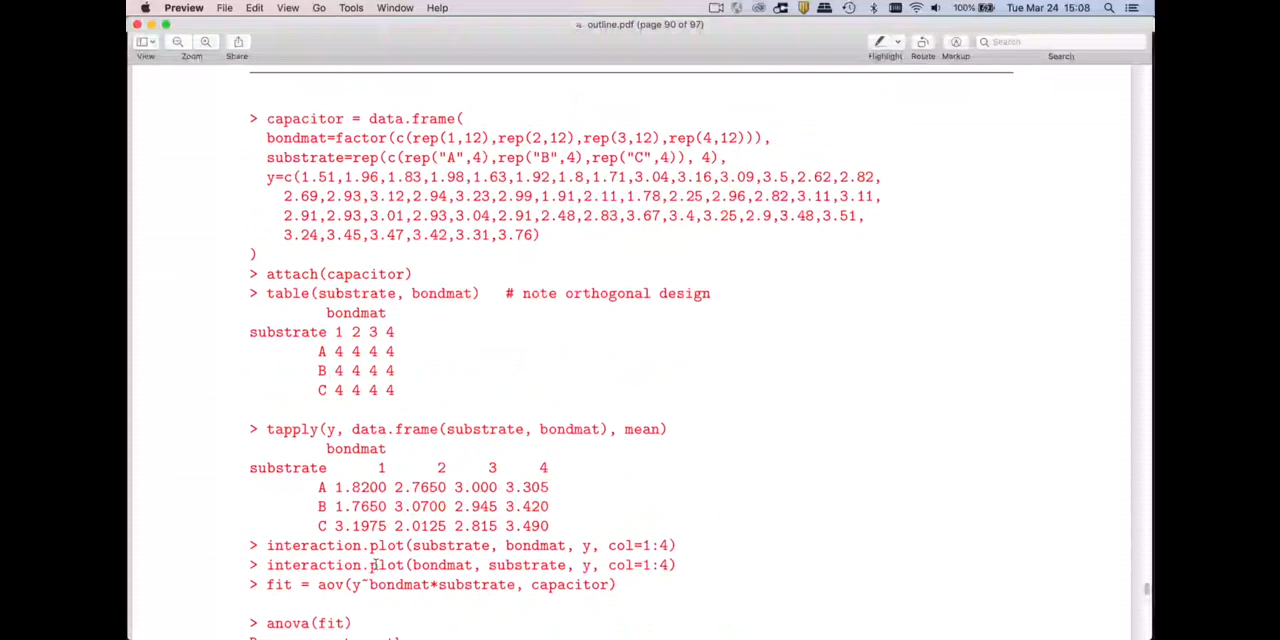 Preview File Edit View Go Tools Window Help 100% Tue Mar 24 15:08
outline.pdf (page 90 of 97)
View Zoom Share Highlight Rotate Markup Search
Search
> capacitor = data.frame(
bondmat=factor(c(rep(1,12),rep(2,12),rep(3,12),rep(4,12))),
substrate=rep(c(rep("A",4),rep("B",4),rep("C",4)), 4),
y=c(1.51,1.96,1.83,1.98,1.63,1.92,1.8,1.71,3.04,3.16,3.09,3.5,2.62,2.82,
2.69,2.93,3.12,2.94,3.23,2.99,1.91,2.11,1.78,2.25,2.96,2.82,3.11,3.11,
2.91,2.93,3.01,2.93,3.04,2.91,2.48,2.83,3.67,3.4,3.25,2.9,3.48,3.51,
3.24,3.45,3.47,3.42,3.31,3.76)
)
> attach(capacitor)
> table(substrate, bondmat) # note orthogonal design
bondmat
substrate 1 2 3 4
A 4 4 4 4
B 4 4 4 4
C 4 4 4 4
> tapply(y, data.frame(substrate, bondmat), mean)
bondmat
substrate 1 2 3 4
A 1.8200 2.7650 3.000 3.305
B 1.7650 3.0700 2.945 3.420
C 3.1975 2.0125 2.815 3.490
> interaction.plot(substrate, bondmat, y, col=1:4)
> interaction.plot(bondmat, substrate, y, col=1:4)
> fit = aov(y~bondmat*substrate, capacitor)
> anova(fit)